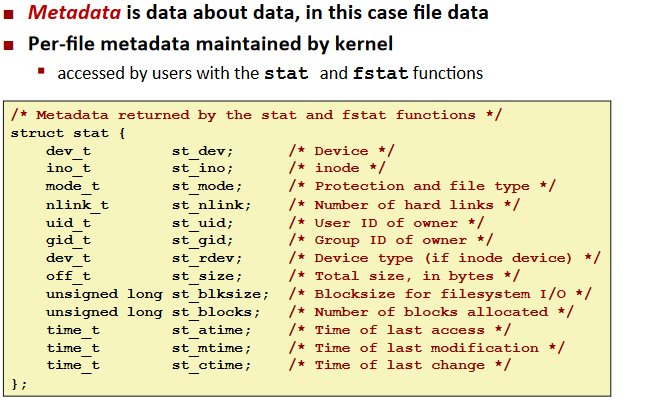 Metadata is data about data, in this case file data
Per-file metadata maintained by kernel
accessed by users with the stat and fstat functions
/* Metadata returned by the stat and fstat functions */
struct stat {
dev_t st_dev; /* Device */
ino_t st_ino; /* inode */
mode_t st_mode; /* Protection and file type */
nlink_t st_nlink; /* Number of hard links */
uid_t st_uid; /* User ID of owner */
gid_t st_gid; /* Group ID of owner */
dev_t st_rdev; /* Device type (if inode device) */
off_t st_size; /* Total size, in bytes */
unsigned long st_blksize; /* Blocksize for filesystem I/O */
unsigned long st_blocks; /* Number of blocks allocated */
time_t st_atime; /* Time of last access */
time_t st_mtime; /* Time of last modification */
time_t st_ctime; /* Time of last change */
};